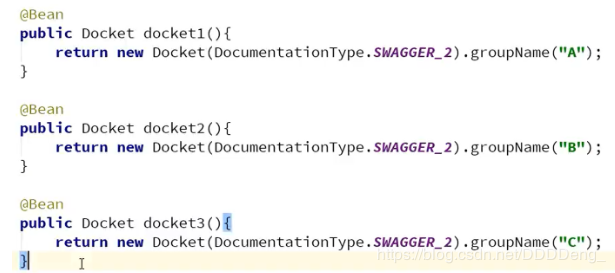 @Bean
public Docket docket1(){
    return new Docket(DocumentationType.SWAGGER_2).groupName("A");
}
@Bean
public Docket docket2(){
    return new Docket(DocumentationType.SWAGGER_2).groupName("B");
}
@Bean
public Docket docket3(){
    return new Docket(DocumentationType.SWAGGER_2).groupName("C");
}
https://blog.csdn.net/DDDDeng_